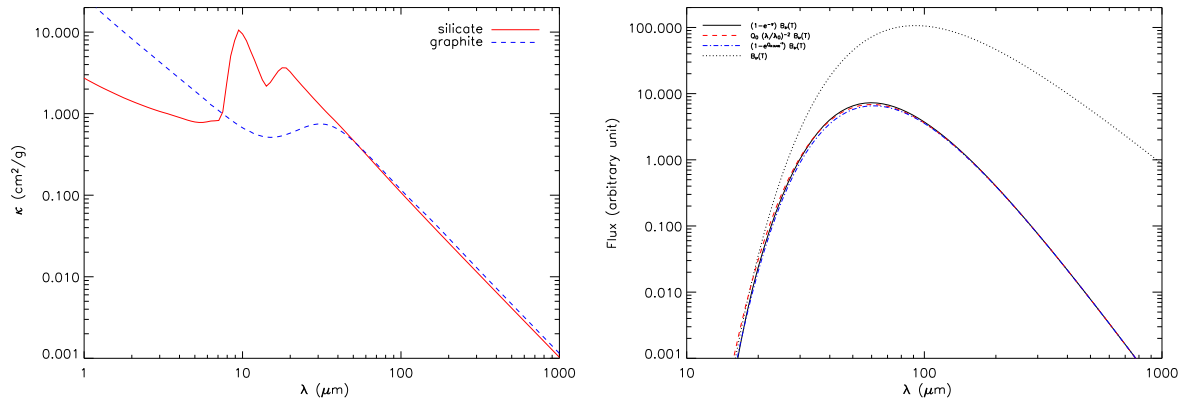 silicate
graphite
10.000
1.000
0.100
0.010
0.001
κ (cm²/g)
1
10
100
1000
λ (μm)
(1-e^-τ) Bν(T)
Q₀ (λ/λ₀)⁻² Bν(T)
Bν(T)
100.000
10.000
1.000
0.100
0.010
0.001
Flux (arbitrary unit)
10
100
1000
λ (μm)